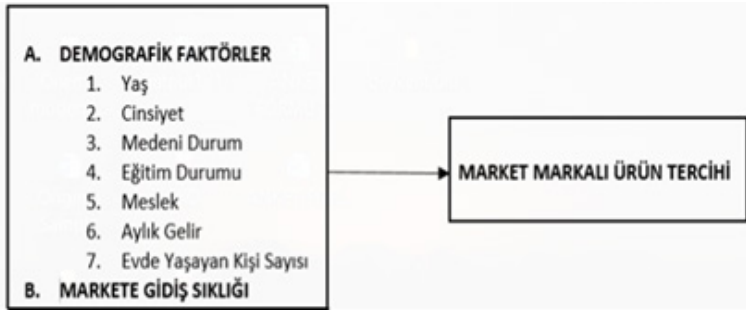 A. DEMOGRAFİK FAKTÖRLER
1. Yaş
2. Cinsiyet
3. Medeni Durum
4. Eğitim Durumu
5. Meslek
6. Aylık Gelir
7. Evde Yaşayan Kişi Sayısı
B. MARKETE GİDİŞ SIKLIĞI
MARKET MARKALI ÜRÜN TERCİHİ